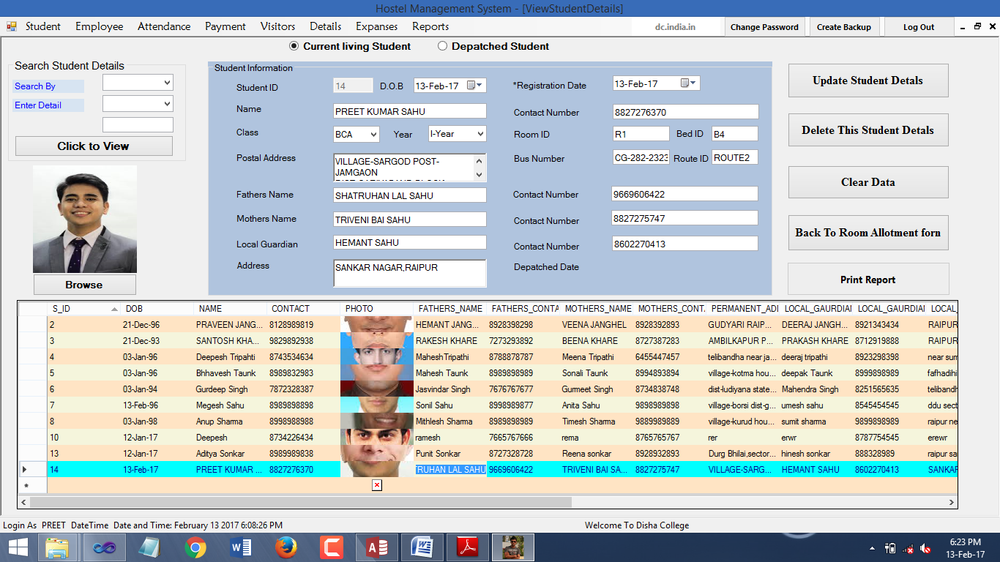 Hostel Management System - [ViewStudentDetails]
Student Employee Attendance Payment Visitors Details Expanses Reports dc.india.in Change Password Create Backup Log Out
Current living Student Depatched Student
Search Student Details
Search By
Enter Detail
Click to View
Browse
Student Information
Student ID 14 D.O.B 13-Feb-17 *Registration Date 13-Feb-17
Name PREET KUMAR SAHU Contact Number 8827276370
Class BCA Year I-Year Room ID R1 Bed ID B4
Postal Address VILLAGE-SARGOD POST-
JAMGAON
Bus Number CG-282-2323 Route ID ROUTE2
Fathers Name SHATRUHAN LAL SAHU Contact Number 9669606422
Mothers Name TRIVENI BAI SAHU Contact Number 8827275747
Local Guardian HEMANT SAHU Contact Number 8602270413
Address SANKAR NAGAR,RAIPUR Depatched Date
Update Student Detals
Delete This Student Detals
Clear Data
Back To Room Allotment forn
Print Report
S_ID DOB NAME CONTACT PHOTO FATHERS_NAME FATHERS_CONTA MOTHERS_NAME MOTHERS_CONT. PERMANENT_ADI LOCAL_GAURDIAI LOCAL_GAURDIAI LOCAL_
2 21-Dec-96 PRAVEEN JANG... 8128989819 HEMANT JANG... 8928398298 VEENA JANGHEL 8928392893 GUDYARI RAIP... DEERAJ JANGH... 8921343434 RAIPUR
3 21-Dec-93 SANTOSH KHA... 9829892938 RAKESH KHARE 7273293892 BEENA KHARE 8727387283 AMBILKAPUR P... PRAKASH KHARE 8712919888 RAIPUR
4 03-Jan-96 Deepesh Tripahti 8743534634 MaheshTripathi 8788878787 Meena Tripathi 6455447457 telibandha near ja... deeraj tripathi 8923298398 near sum
5 03-Jan-96 Bhhavesh Taunk 8989832983 Mahesh Taunk 8989898989 Sonali Taunk 8994893894 village-kotma hou... deepak Taunk 8999898989 fafhadihi
6 03-Jan-94 Gurdeep Singh 7872328387 Jasvindar Singh 7676767677 Gurmeet Singh 8734838748 dist-ludiyana state... Mahendra Singh 8251565635 telibandh
7 13-Feb-96 Megesh Sahu 8989898898 Sonil Sahu 8998989877 Anita Sahu 9898989898 village-borsi dist-g... umesh sahu 8545454545 ddu sect
8 03-Jan-98 Anup Sharma 8998988988 Mithlesh Sharma 8989898989 Timesh Sharma 9889989889 village-kurud hou... sumit sharma 9899898989 raipur ne
10 12-Jan-17 Deepesh 8734226434 ramesh 7665767666 rema 8765765767 rer erwr 8787754545 erewr
13 12-Jan-17 Aditya Sonkar 8989989838 Punit Sonkar 8727328728 Reena sonkar 8928932893 Durg Bhilai,sector... hinesh sonkar 888328989 raipur sa
14 13-Feb-17 PREET KUMAR ... 8827276370 TRUHAN LAL SAHU 9669606422 TRIVENI BAI SA... 8827275747 VILLAGE-SARG... HEMANT SAHU 8602270413 SANKAR
Login As PREET DateTime Date and Time: February 13 2017 6:08:26 PM Welcome To Disha College
6:23 PM
13-Feb-17